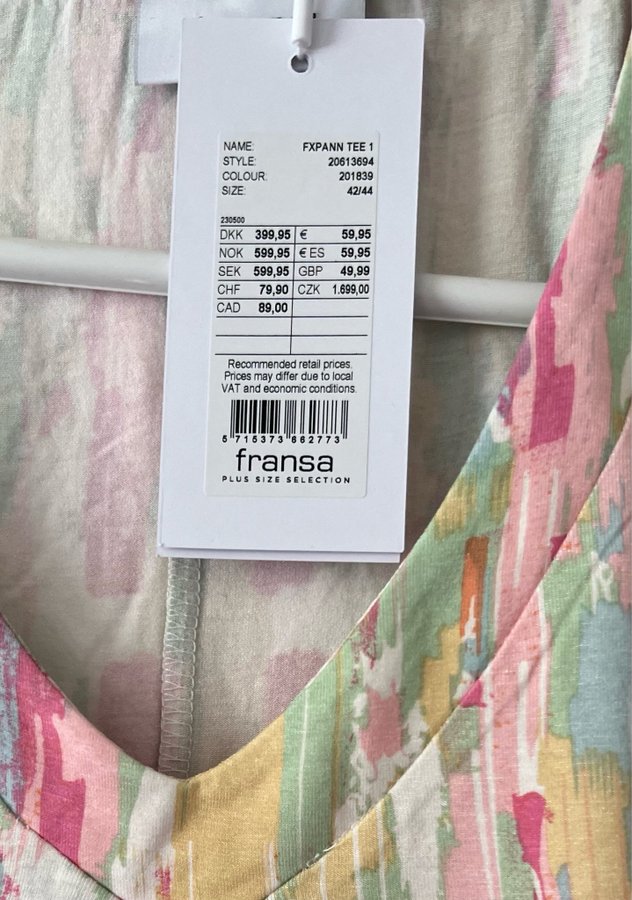 NAME: FXPANN TEE 1
STYLE: 20613694
COLOUR: 201839
SIZE: 42/44
230500
DKK 399,95 € 59,95
NOK 599,95 € ES 59,95
SEK 599,95 GBP 49,99
CHF 79,90 CZK 1.699,00
CAD 89,00
Recommended retail prices.
Prices may differ due to local
VAT and economic conditions.
5 715373 662773
fransa
PLUS SIZE SELECTION